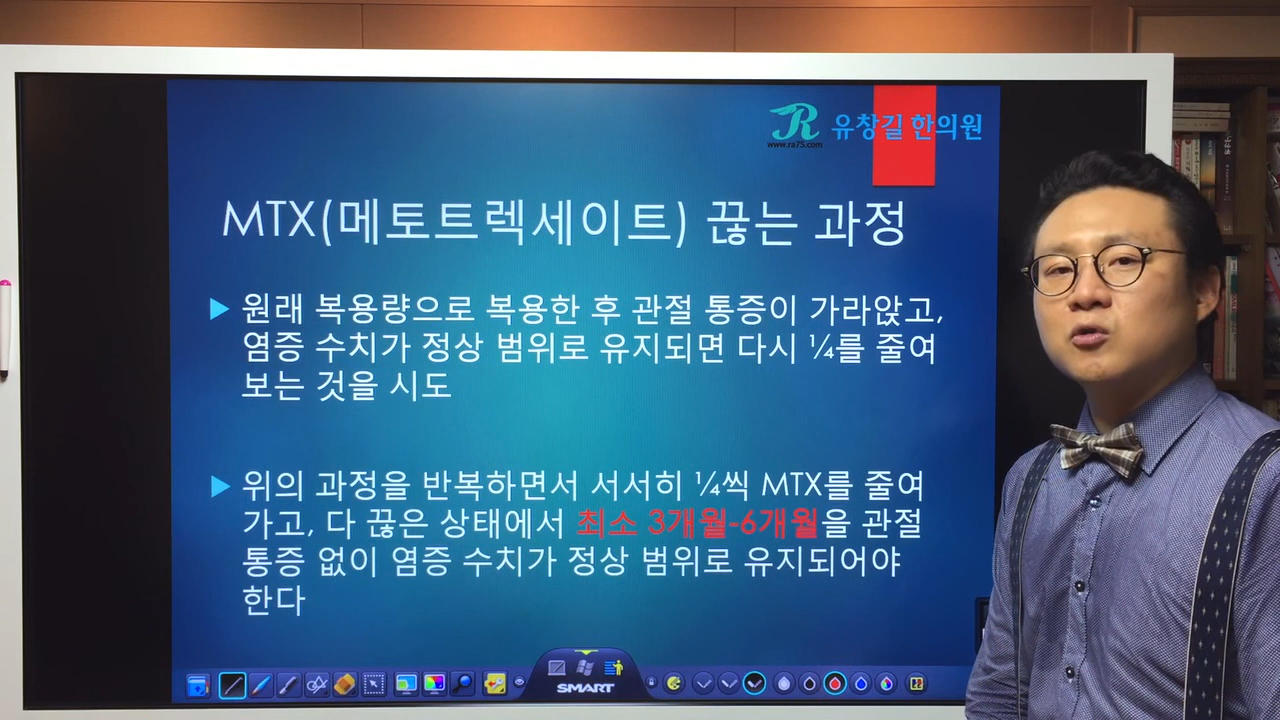 R 유창길 한의원
www.ra75.com
MTX(메토트렉세이트) 끊는 과정
▶ 원래 복용량으로 복용한 후 관절 통증이 가라앉고,
염증 수치가 정상 범위로 유지되면 다시 ¼를 줄여
보는 것을 시도
▶ 위의 과정을 반복하면서 서서히 ¼씩 MTX를 줄여
가고, 다 끊은 상태에서 최소 3개월-6개월을 관절
통증 없이 염증 수치가 정상 범위로 유지되어야
한다
SMART